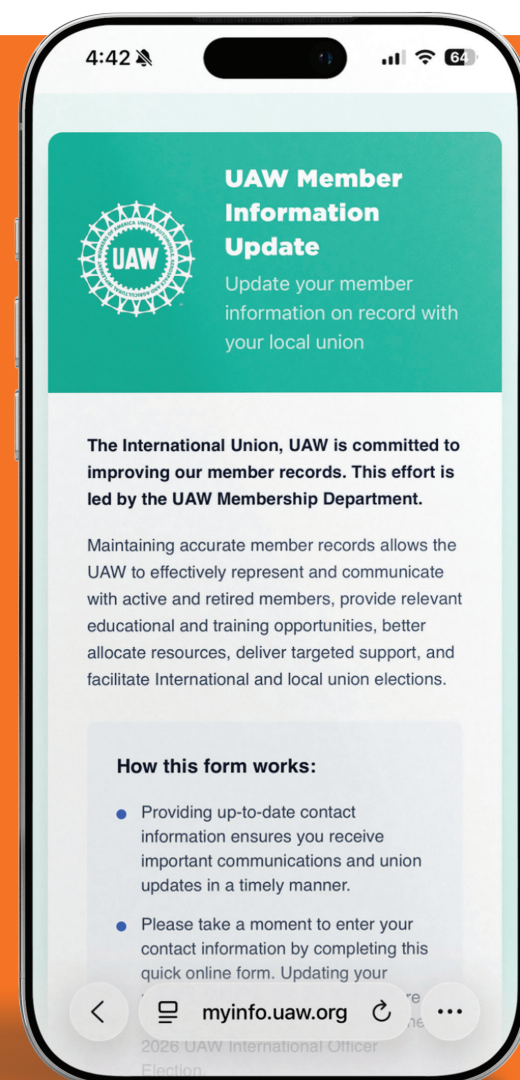 4:42
64
UAW Member
Information
Update
UAW
Update your member
information on record with
your local union
The International Union, UAW is committed to
improving our member records. This effort is
led by the UAW Membership Department.
Maintaining accurate member records allows the
UAW to effectively represent and communicate
with active and retired members, provide relevant
educational and training opportunities, better
allocate resources, deliver targeted support, and
facilitate International and local union elections.
How this form works:
Providing up-to-date contact
information ensures you receive
important communications and union
updates in a timely manner.
Please take a moment to enter your
contact information by completing this
quick online form. Updating your
myinfo.uaw.org
2026 UAW International Officer
Election.